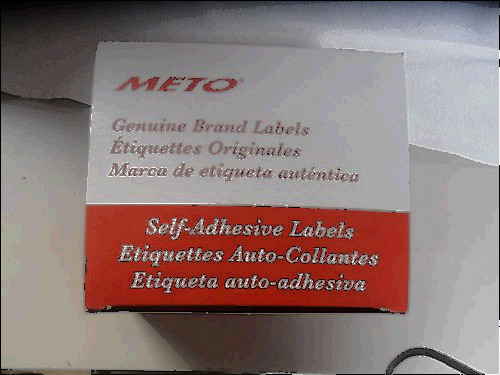 METO®
Genuine Brand Labels
Étiquettes Originales
Marca de etiqueta auténtica
Self-Adhesive Labels
Etiquettes Auto-Collantes
Etiqueta auto-adhesiva